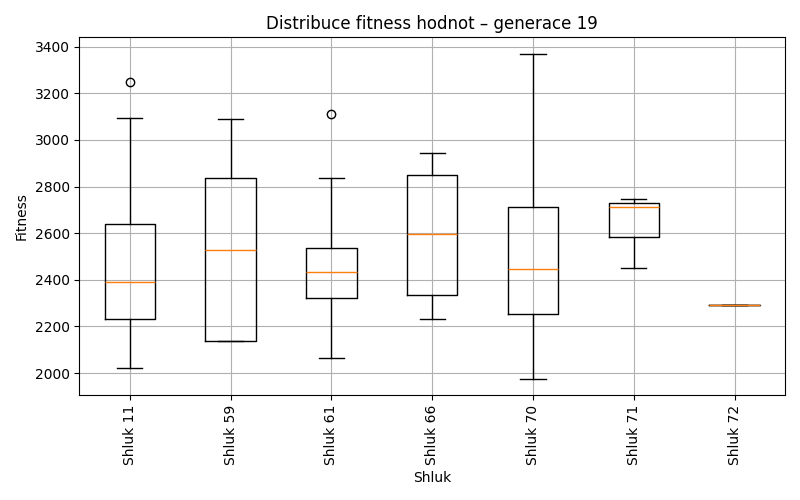 Distribuce fitness hodnot – generace 19
Fitness
3400
3200
3000
2800
2600
2400
2200
2000
Shluk 11
Shluk 59
Shluk 61
Shluk 66
Shluk 70
Shluk 71
Shluk 72
Shluk